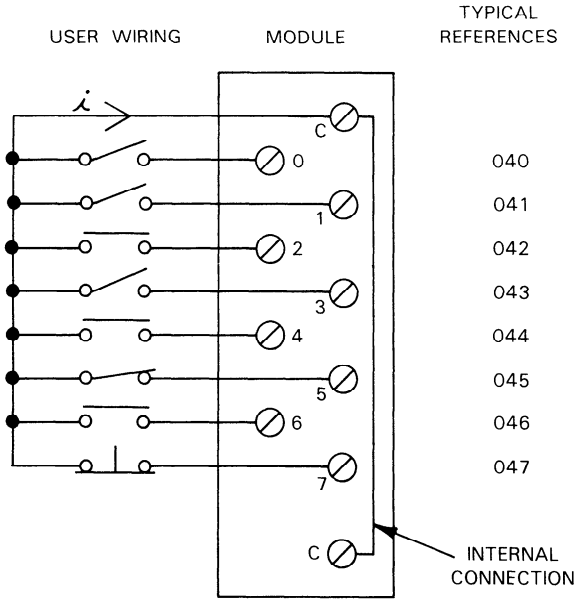 TYPICAL
USER WIRING MODULE REFERENCES
i
C
0 040
1 041
2 042
3 043
4 044
5 045
6 046
7 047
C
INTERNAL
CONNECTION